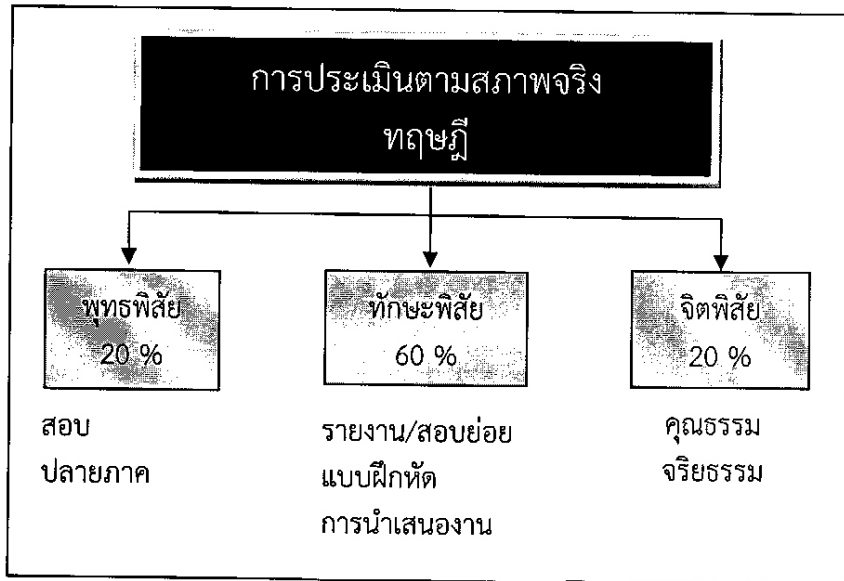 การประเมินตามสภาพจริง
ทฤษฎี
พุทธพิสัย
20 %
ทักษะพิสัย
60 %
จิตพิสัย
20 %
สอบ
ปลายภาค
รายงาน/สอบย่อย
แบบฝึกหัด
การนำเสนองาน
คุณธรรม
จริยธรรม